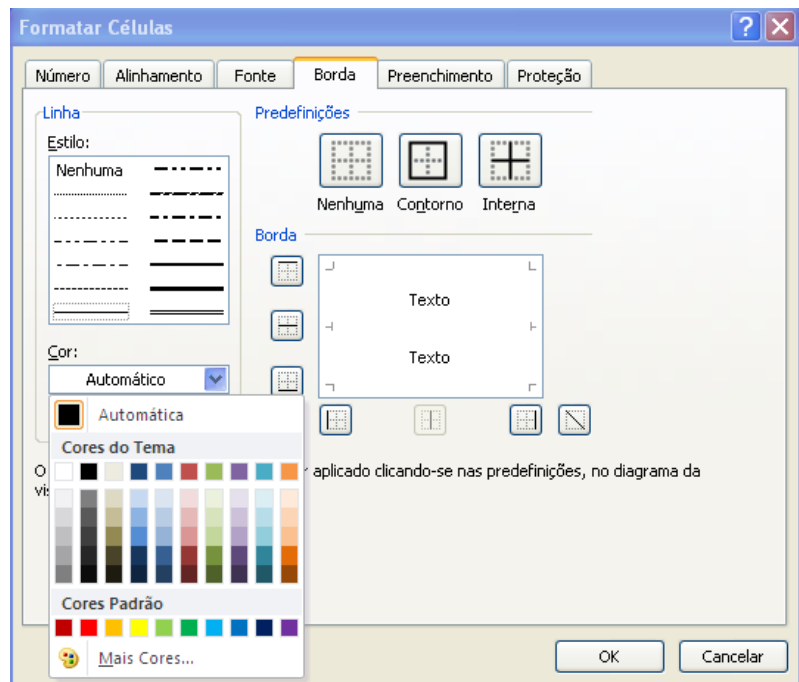 Formatar Células
Número Alinhamento Fonte Borda Preenchimento Proteção
Linha
Estilo:
Nenhuma
Cor:
Automático
Automática
Cores do Tema
Cores Padrão
Mais Cores...
Predefinições
Nenhuma Contorno Interna
Borda
Texto
Texto
O
aplicado clicando-se nas predefinições, no diagrama da
OK Cancelar